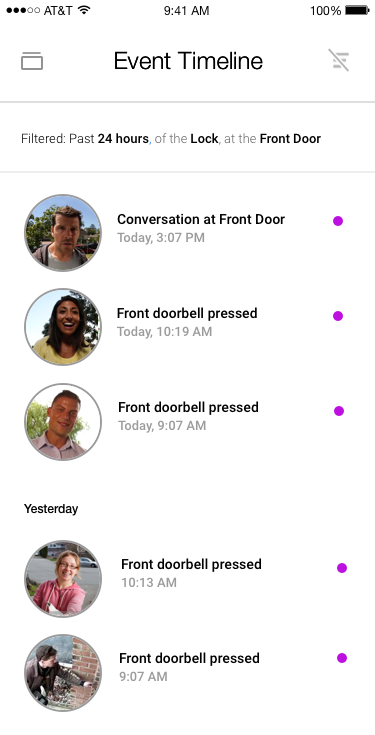 AT&T 9:41 AM 100%
Event Timeline
Filtered: Past 24 hours, of the Lock, at the Front Door
Conversation at Front Door
Today, 3:07 PM
Front doorbell pressed
Today, 10:19 AM
Front doorbell pressed
Today, 9:07 AM
Yesterday
Front doorbell pressed
10:13 AM
Front doorbell pressed
9:07 AM